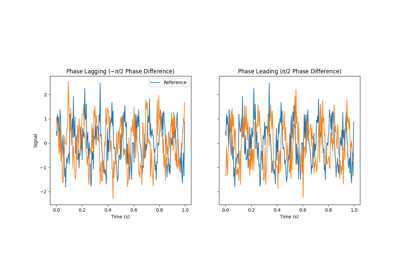 Phase Lagging (−π/2 Phase Difference)
Reference
Signal
2
1
0
−1
−2
0.0 0.2 0.4 0.6 0.8 1.0
Time (s)
Phase Leading (π/2 Phase Difference)
0.0 0.2 0.4 0.6 0.8 1.0
Time (s)